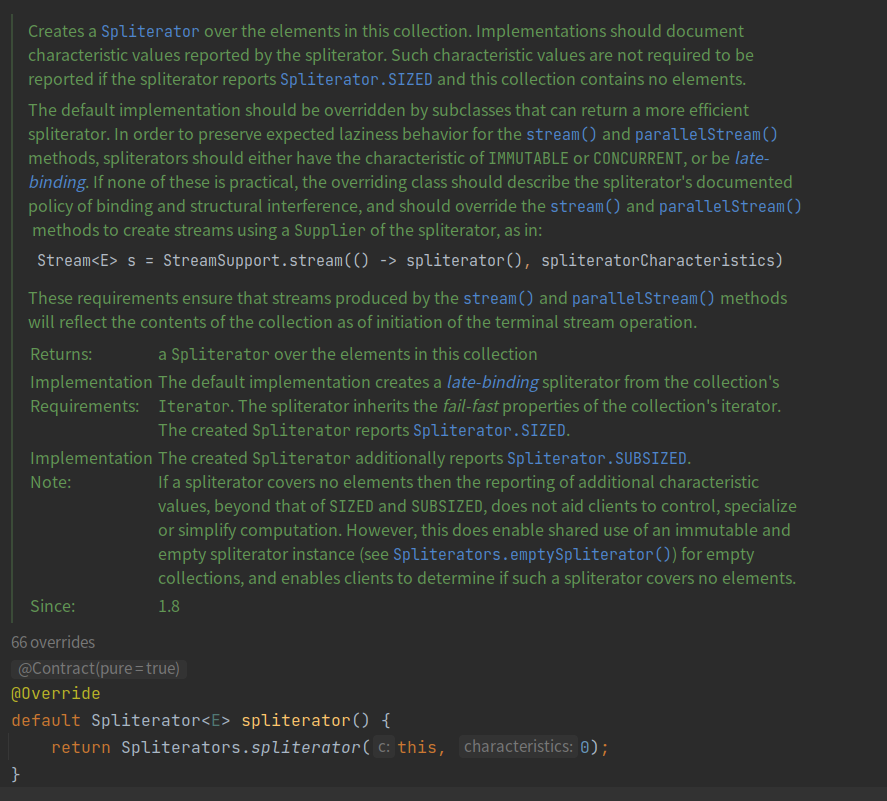 Creates a Spliterator over the elements in this collection. Implementations should document
characteristic values reported by the spliterator. Such characteristic values are not required to be
reported if the spliterator reports Spliterator.SIZED and this collection contains no elements.
The default implementation should be overridden by subclasses that can return a more efficient
spliterator. In order to preserve expected laziness behavior for the stream() and parallelStream()
methods, spliterators should either have the characteristic of IMMUTABLE or CONCURRENT, or be late-
binding. If none of these is practical, the overriding class should describe the spliterator's documented
policy of binding and structural interference, and should override the stream() and parallelStream()
methods to create streams using a Supplier of the spliterator, as in:
Stream<E> s = StreamSupport.stream(() -> spliterator(), spliteratorCharacteristics)
These requirements ensure that streams produced by the stream() and parallelStream() methods
will reflect the contents of the collection as of initiation of the terminal stream operation.
Returns: a Spliterator over the elements in this collection
Implementation The default implementation creates a late-binding spliterator from the collection's
Requirements: Iterator. The spliterator inherits the fail-fast properties of the collection's iterator.
The created Spliterator reports Spliterator.SIZED.
Implementation The created Spliterator additionally reports Spliterator.SUBSIZED.
Note: If a spliterator covers no elements then the reporting of additional characteristic
values, beyond that of SIZED and SUBSIZED, does not aid clients to control, specialize
or simplify computation. However, this does enable shared use of an immutable and
empty spliterator instance (see Spliterators.emptySpliterator()) for empty
collections, and enables clients to determine if such a spliterator covers no elements.
Since: 1.8
66 overrides
@Contract(pure = true)
@Override
default Spliterator<E> spliterator() {
return Spliterators.spliterator( c: this, characteristics: 0);
}